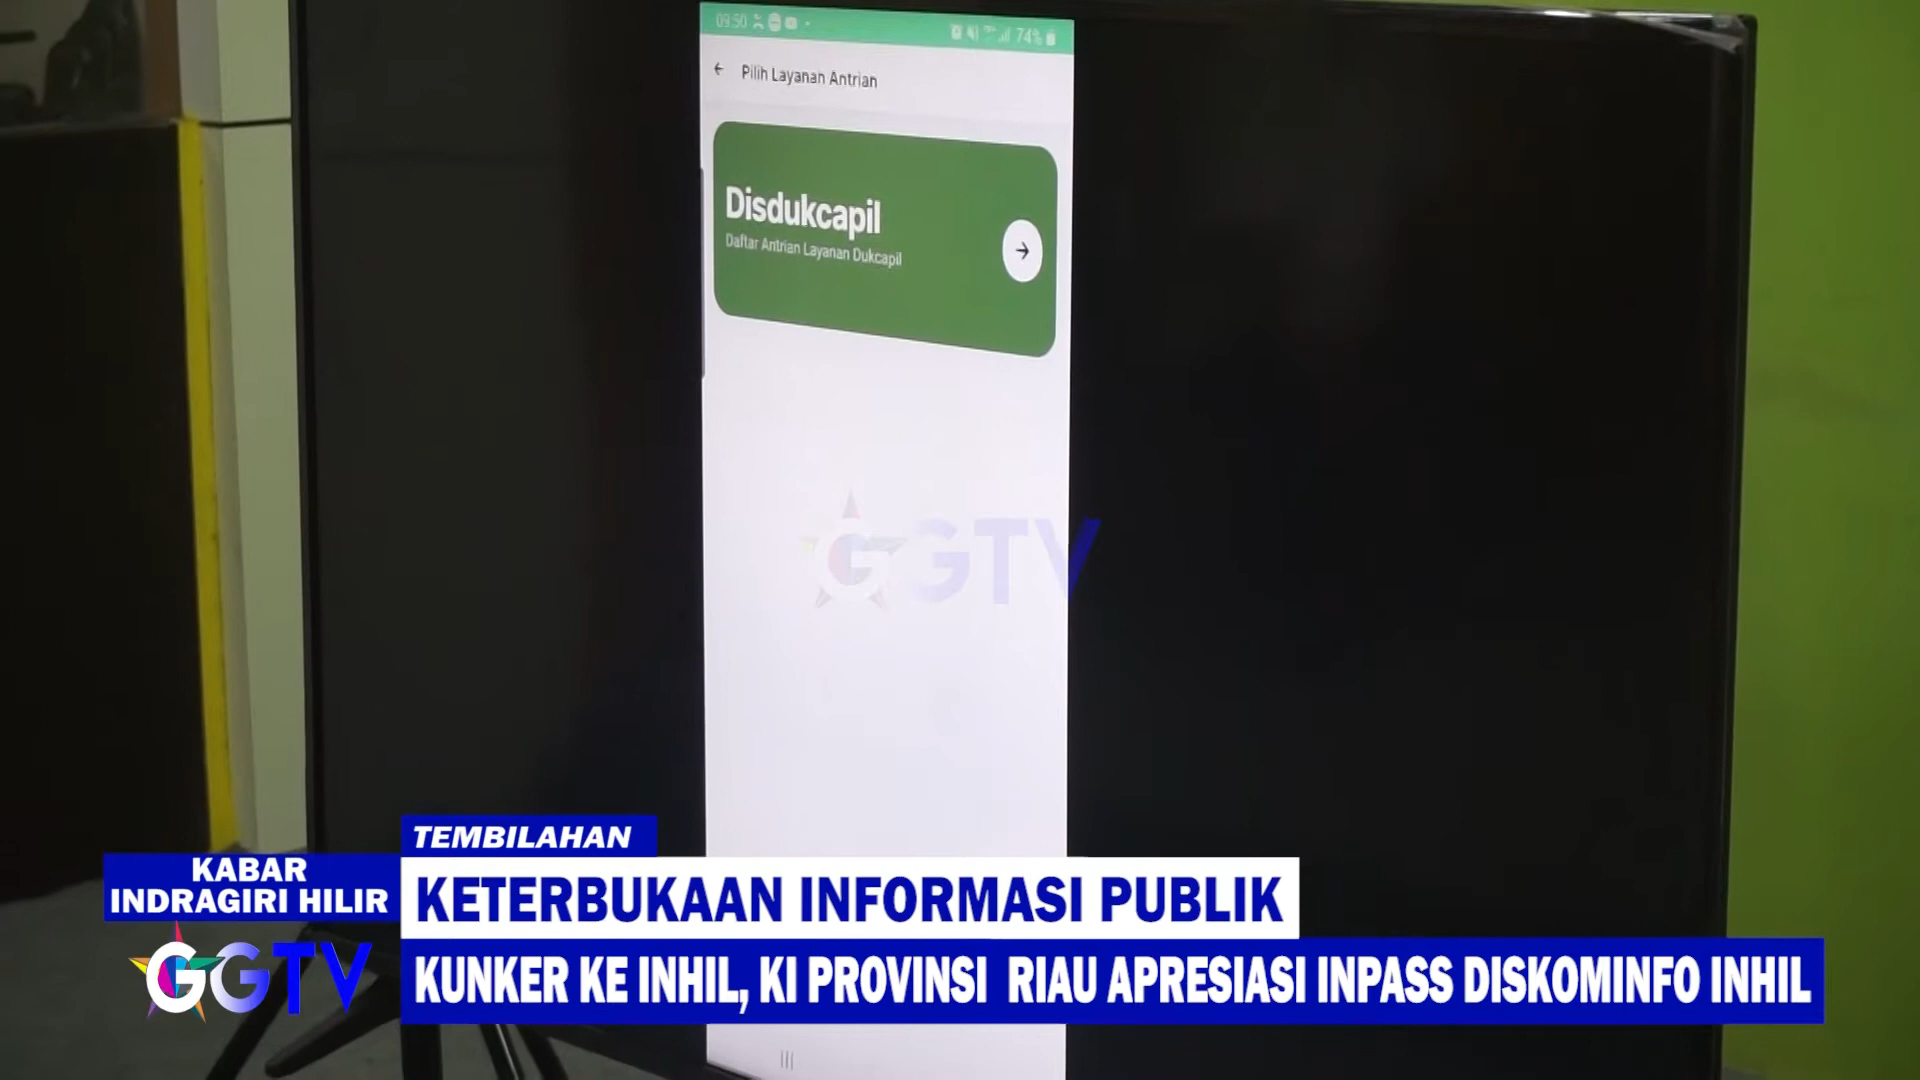 09:50
74%
Pilih Layanan Antrian
Disdukcapil
Daftar Antrian Layanan Dukcapil
GGTV
TEMBILAHAN
KABAR
INDRAGIRI HILIR
KETERBUKAAN INFORMASI PUBLIK
GGTV
KUNKER KE INHIL, KI PROVINSI RIAU APRESIASI INPASS DISKOMINFO INHIL